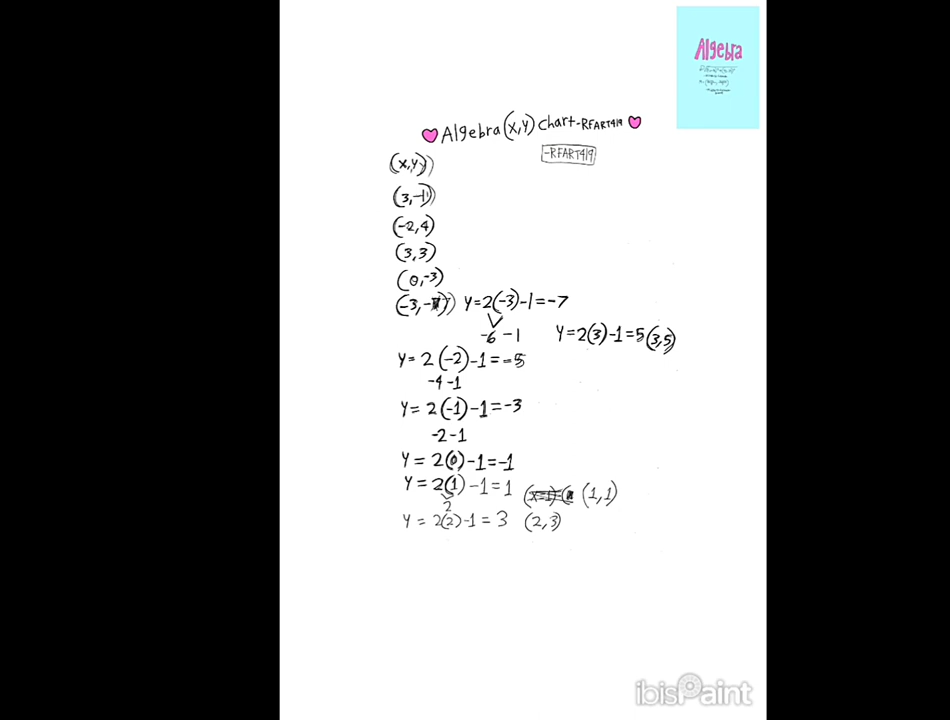 Algebra
Algebra (x,y) chart-RFART419
-RFART419
(x,y)
(3,-1)
(-2,4)
(3,3)
(0,-3)
(-3,-7) y=2(-3)-1=-7
-6 -1
y=2(3)-1=5 (3,5)
y= 2(-2)-1=-5
-4 -1
y= 2(-1)-1=-3
-2-1
y= 2(0)-1=-1
y= 2(1)-1=1 (1,1)
2
y= 2(2)-1=3 (2,3)
ibisPaint